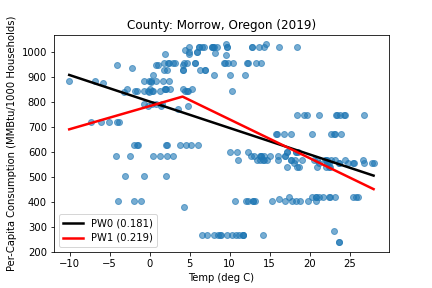 County: Morrow, Oregon (2019)
Per-Capita Consumption (MMBtu/1000 Households)
1000
900
800
700
600
500
400
300
200
PW0 (0.181)
PW1 (0.219)
−10 −5 0 5 10 15 20 25
Temp (deg C)